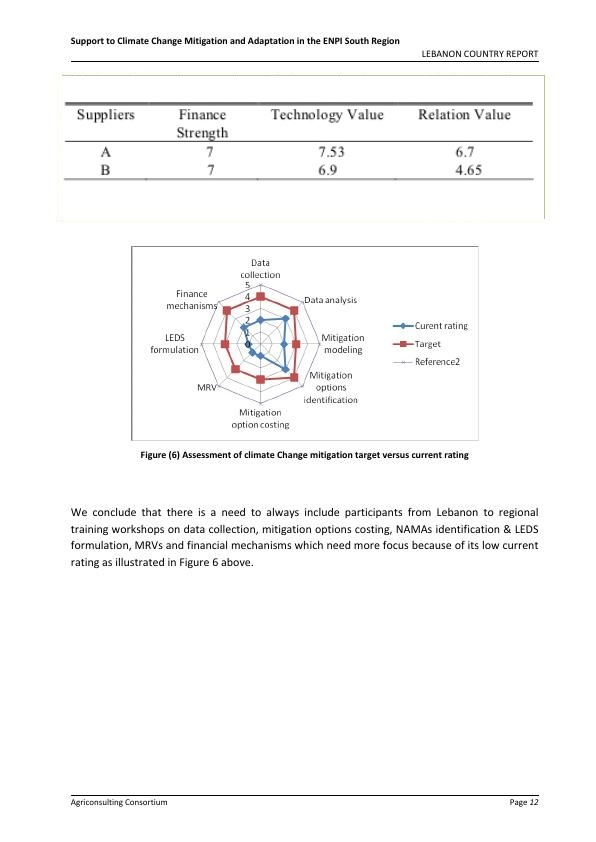 Support to Climate Change Mitigation and Adaptation in the ENPI South Region
LEBANON COUNTRY REPORT
Suppliers Finance Strength Technology Value Relation Value
A 7 7.53 6.7
B 7 6.9 4.65
Data
collection
5
4
3
2
1
0
Data analysis
Mitigation
modeling
Mitigation
options
identification
Mitigation
option costing
MRV
LEDS
formulation
Finance
mechanisms
Curent rating
Target
Reference2
Figure (6) Assessment of climate Change mitigation target versus current rating
We conclude that there is a need to always include participants from Lebanon to regional
training workshops on data collection, mitigation options costing, NAMAs identification & LEDS
formulation, MRVs and financial mechanisms which need more focus because of its low current
rating as illustrated in Figure 6 above.
Agriconsulting Consortium
Page 12